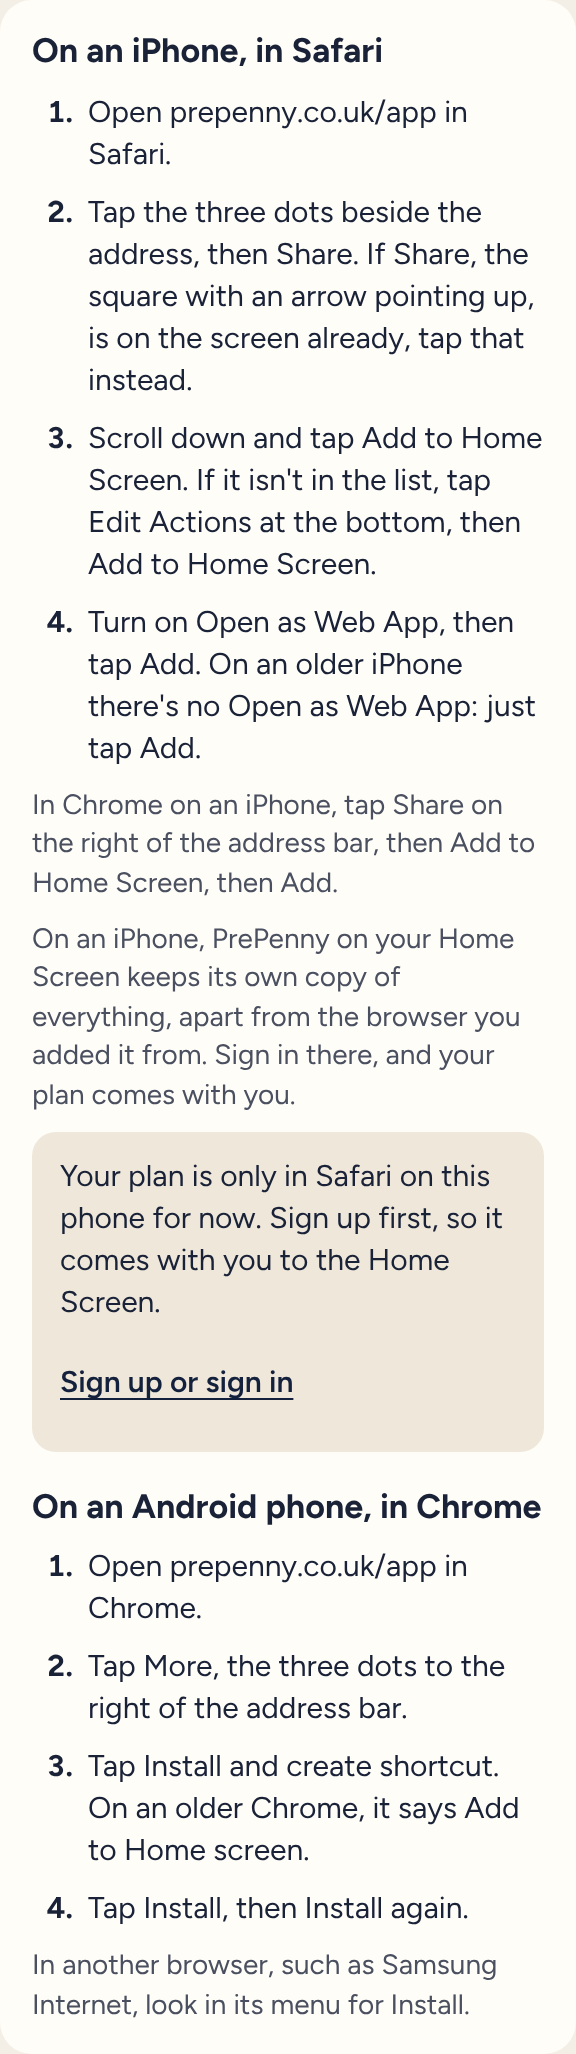 On an iPhone, in Safari
1. Open prepenny.co.uk/app in
Safari.
2. Tap the three dots beside the
address, then Share. If Share, the
square with an arrow pointing up,
is on the screen already, tap that
instead.
3. Scroll down and tap Add to Home
Screen. If it isn't in the list, tap
Edit Actions at the bottom, then
Add to Home Screen.
4. Turn on Open as Web App, then
tap Add. On an older iPhone
there's no Open as Web App: just
tap Add.
In Chrome on an iPhone, tap Share on
the right of the address bar, then Add to
Home Screen, then Add.
On an iPhone, PrePenny on your Home
Screen keeps its own copy of
everything, apart from the browser you
added it from. Sign in there, and your
plan comes with you.
Your plan is only in Safari on this
phone for now. Sign up first, so it
comes with you to the Home
Screen.
Sign up or sign in
On an Android phone, in Chrome
1. Open prepenny.co.uk/app in
Chrome.
2. Tap More, the three dots to the
right of the address bar.
3. Tap Install and create shortcut.
On an older Chrome, it says Add
to Home screen.
4. Tap Install, then Install again.
In another browser, such as Samsung
Internet, look in its menu for Install.